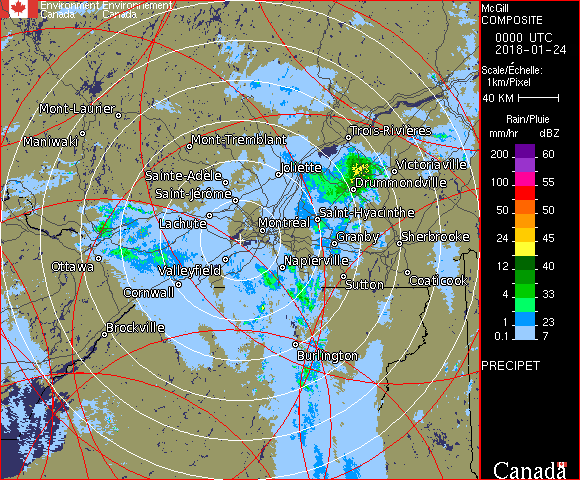 Environment Environnement
Canada Canada
McGill
COMPOSITE
0000 UTC
2018-01-24
Scale/Échelle:
1km/Pixel
40 KM
Rain/Pluie
mm/hr dBZ
200 60
100 55
50 50
24 45
12 40
4 33
1 23
0.1 7
PRECIPET
Canada
Mont-Laurier
Maniwaki
Mont-Tremblant
Trois-Rivières
Sainte-Adèle
Joliette
Victoriaville
Saint-Jérôme
Drummondville
Lachute
Montréal
Saint-Hyacinthe
Granby
Sherbrooke
Ottawa
Valleyfield
Napierville
Cornwall
Sutton
Coaticook
Brockville
Burlington